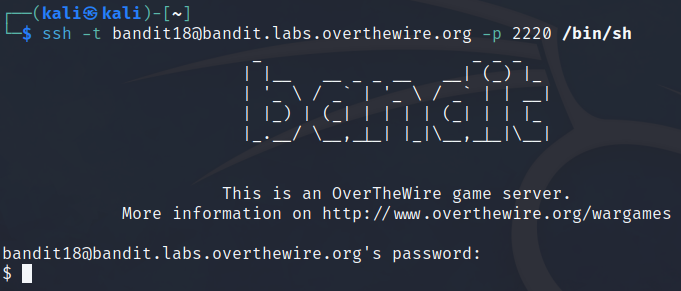 ┌──(kali㉿kali)-[~]
└─$ ssh -t bandit18@bandit.labs.overthewire.org -p 2220 /bin/sh
bandit
This is an OverTheWire game server.
More information on http://www.overthewire.org/wargames
bandit18@bandit.labs.overthewire.org's password:
$